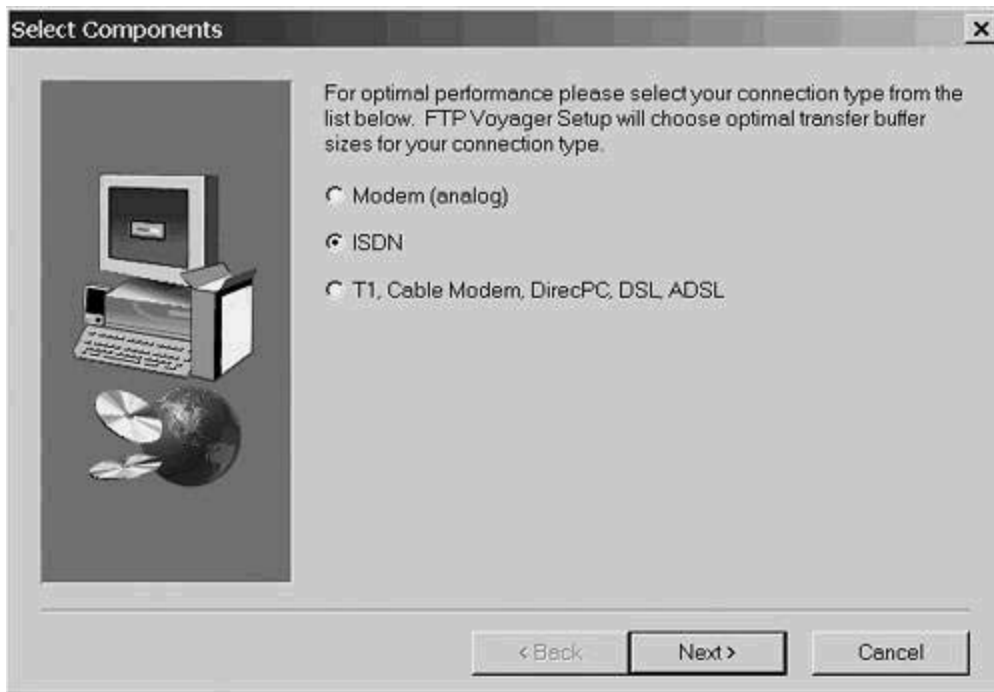 Select Components
For optimal performance please select your connection type from the
list below. FTP Voyager Setup will choose optimal transfer buffer
sizes for your connection type.
Modem (analog)
ISDN
T1, Cable Modem, DirecPC, DSL, ADSL
< Back
Next >
Cancel